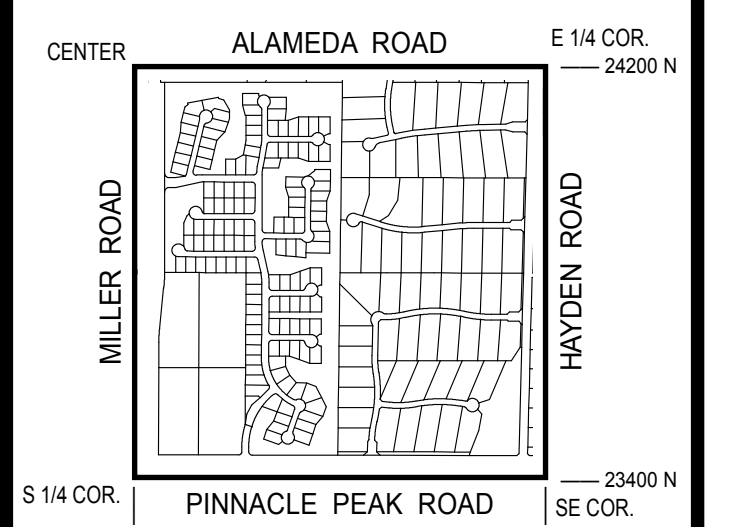 CENTER
ALAMEDA ROAD
E 1/4 COR.
24200 N
MILLER ROAD
HAYDEN ROAD
23400 N
S 1/4 COR.
PINNACLE PEAK ROAD
SE COR.